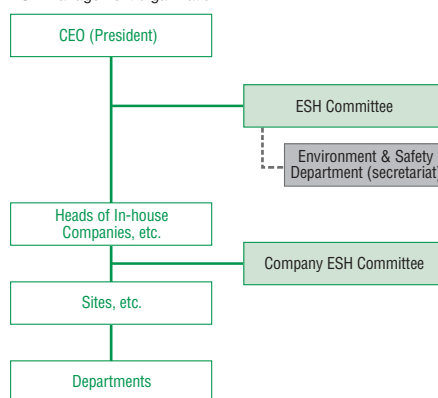 CEO (President)
ESH Committee
Environment & Safety
Department (secretariat)
Heads of In-house
Companies, etc.
Company ESH Committee
Sites, etc.
Departments